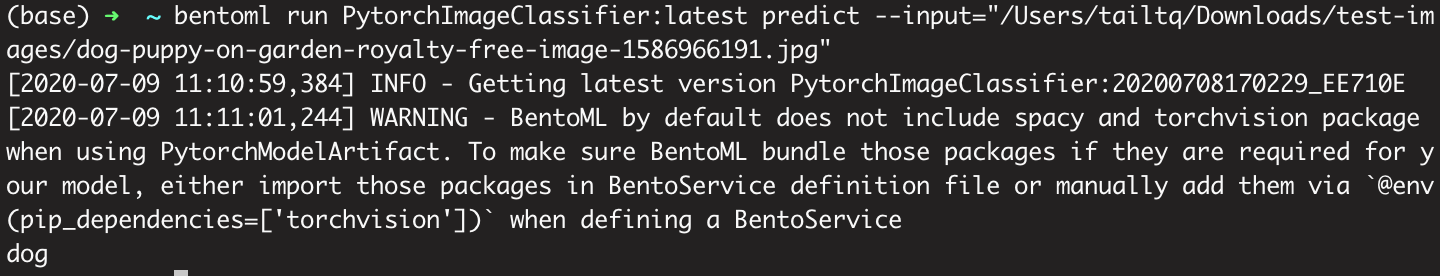 (base) ➜  ~ bentoml run PytorchImageClassifier:latest predict --input="/Users/tailtq/Downloads/test-im
ages/dog-puppy-on-garden-royalty-free-image-1586966191.jpg"
[2020-07-09 11:10:59,384] INFO - Getting latest version PytorchImageClassifier:20200708170229_EE710E
[2020-07-09 11:11:01,244] WARNING - BentoML by default does not include spacy and torchvision package
when using PytorchModelArtifact. To make sure BentoML bundle those packages if they are required for y
our model, either import those packages in BentoService definition file or manually add them via `@env
(pip_dependencies=['torchvision'])` when defining a BentoService
dog